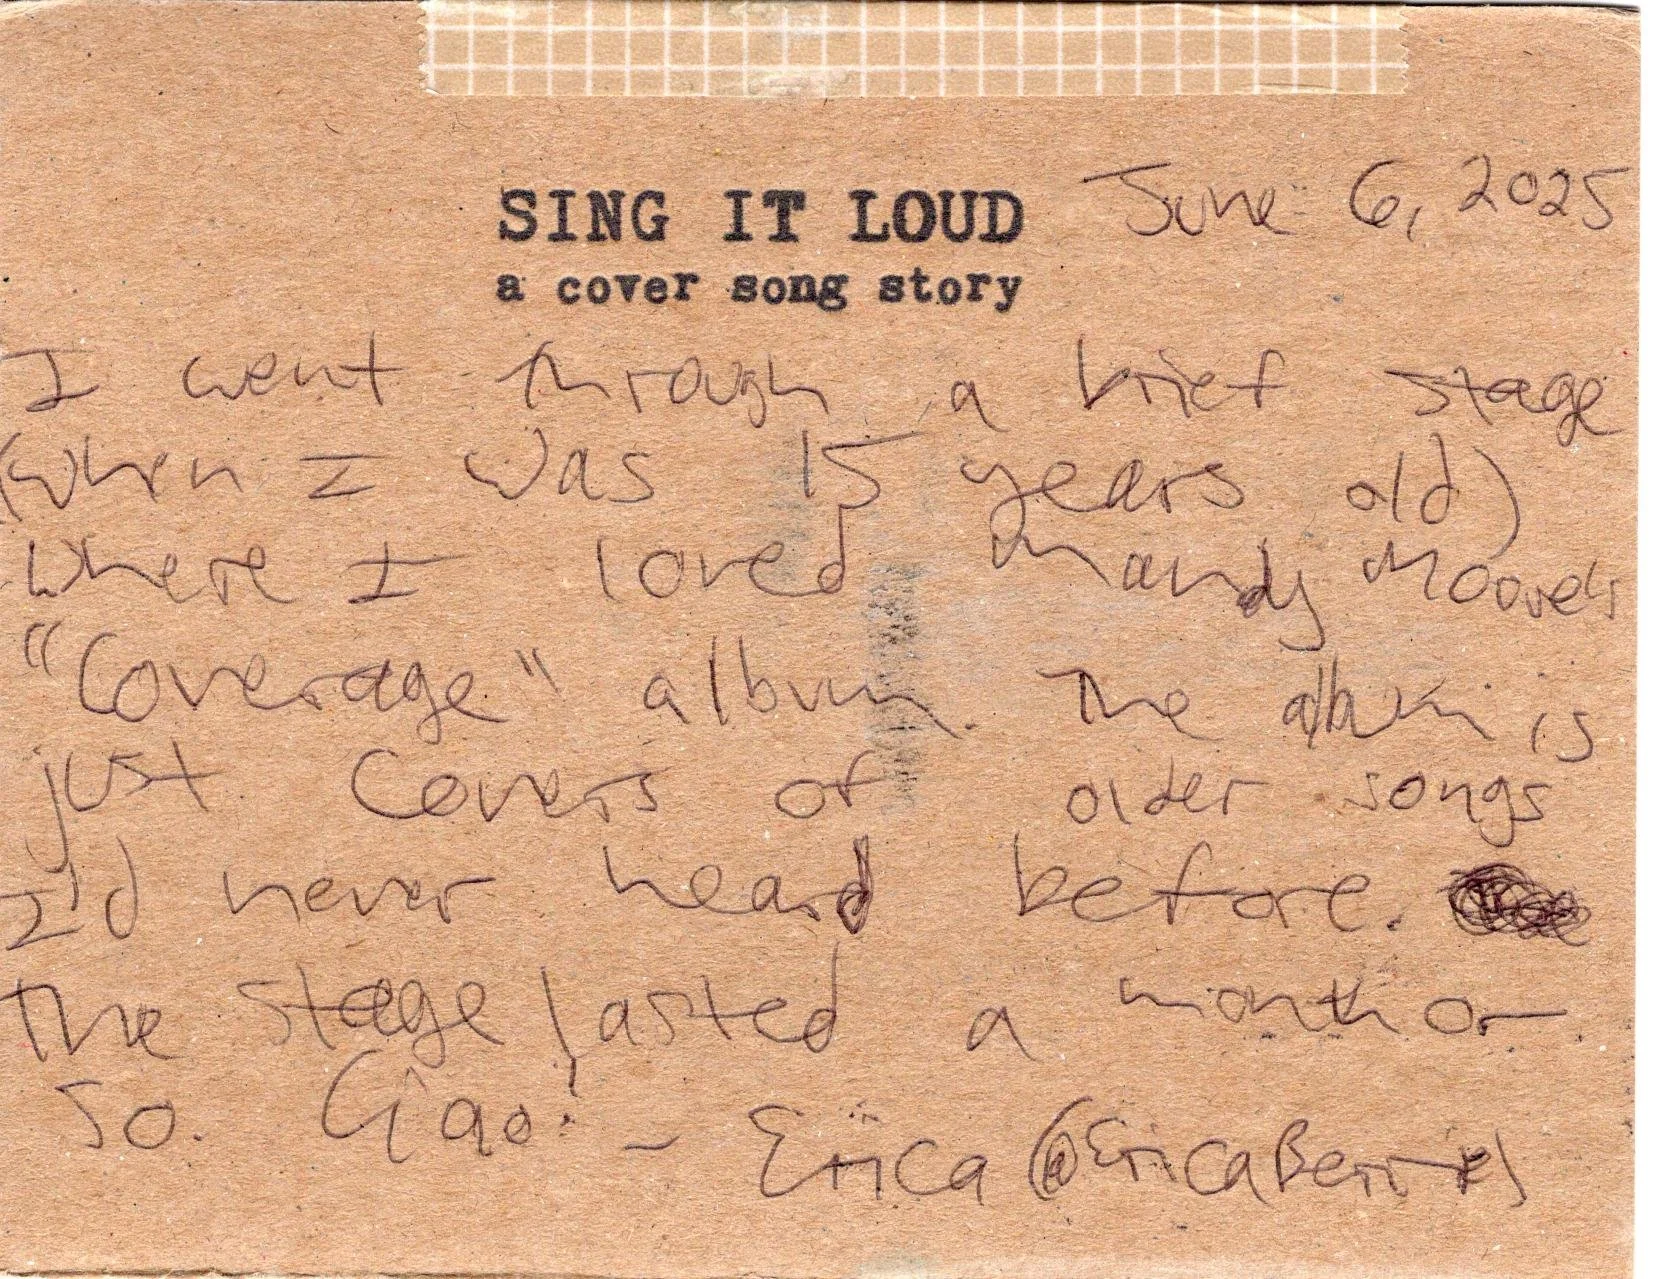 June 6, 2025
SING IT LOUD
a cover song story
I went through a brief stage
(when I was 15 years old)
where I loved Mandy Moore's
"Coverage" album. The album is
just covers of older songs
I'd never heard before.
The stage lasted a month or
so. Ciao! - Erica (@EricaBerries)